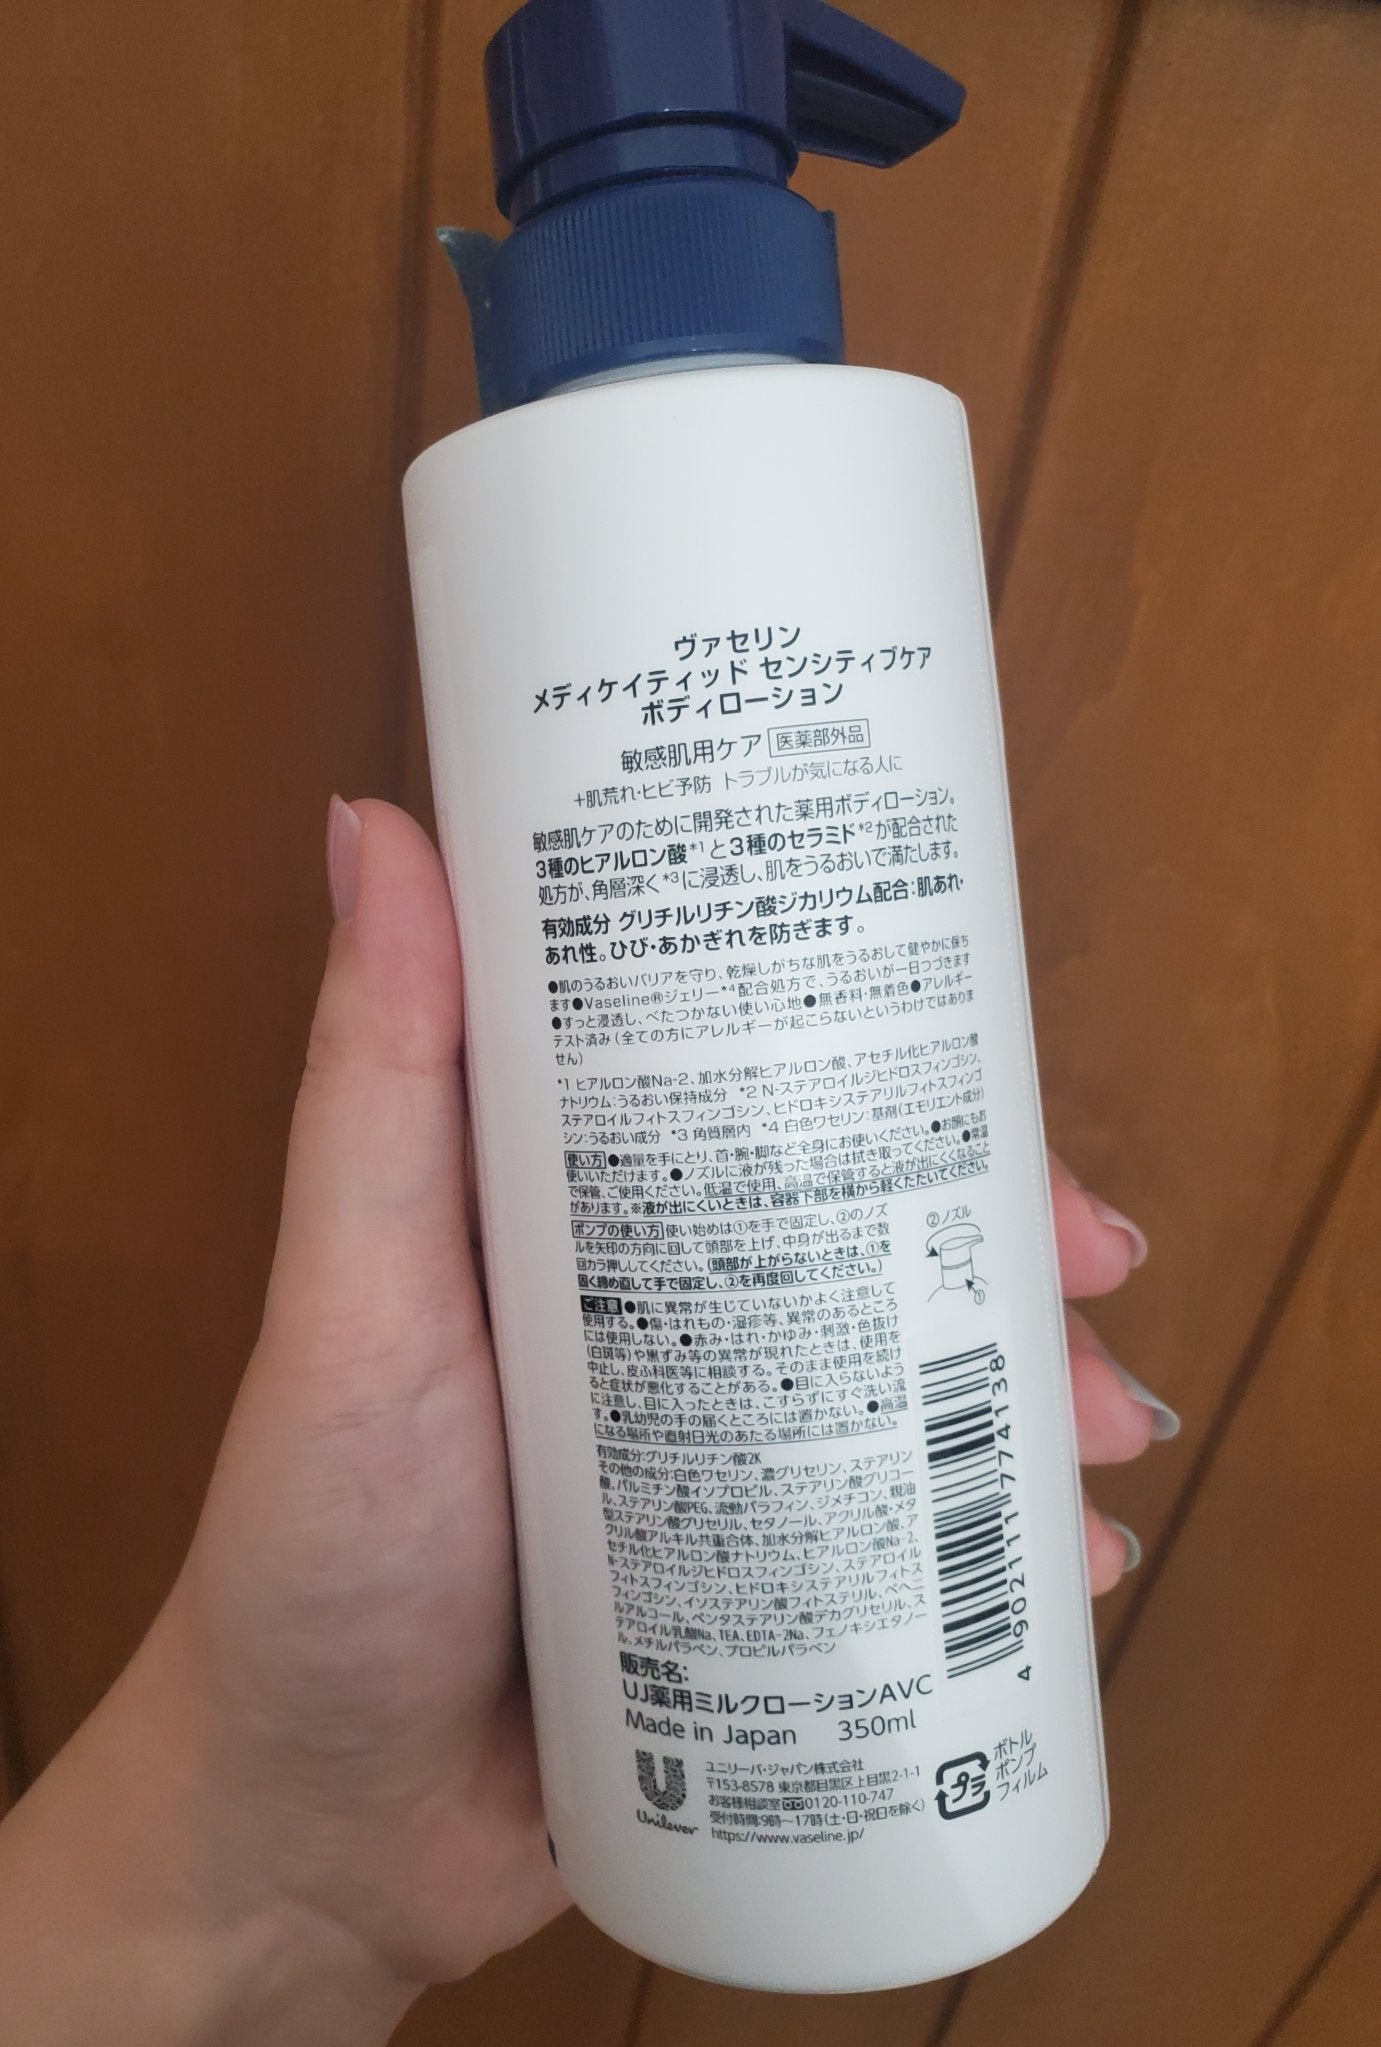 ヴァセリン
メディケイティッド センシティブケア
ボディローション
敏感肌用ケア 医薬部外品
+肌荒れ・ヒビ予防 トラブルが気になる人に
敏感肌ケアのために開発された薬用ボディローション。
3種のヒアルロン酸*1と3種のセラミド*2が配合された
処方が、角層深く*3に浸透し、肌をうるおいで満たします。
有効成分 グリチルリチン酸ジカリウム配合：肌あれ・
あれ性。ひび・あかぎれを防ぎます。
●肌のうるおいバリアを守り、乾燥しがちな肌をうるおして健やかに保ち
ます●Vaseline®ジェリー*4配合処方で、うるおいが一日つづきます
●すっと浸透し、べたつかない使い心地●無香料・無着色●アレルギー
テスト済み（全ての方にアレルギーが起こらないというわけではありま
せん）
*1 ヒアルロン酸Na-2、加水分解ヒアルロン酸、アセチル化ヒアルロン酸
ナトリウム：うるおい保持成分 *2 N-ステアロイルジヒドロスフィンゴシン、
ステアロイルフィトスフィンゴシン、ヒドロキシステアリルフィトスフィンゴ
シン：うるおい成分 *3 角質層内 *4 白色ワセリン：基剤（エモリエント成分）
使い方 ●適量を手にとり、首・腕・脚など全身にお使いください。●お顔にもお
使いいただけます。●ノズルに液が残った場合は拭き取ってください。●常温
で保管、ご使用ください。低温で使用、高温で保管すると液が出にくくなること
があります。※液が出にくいときは、容器下部を横から軽くたたいてください。
ポンプの使い方 使い始めは①を手で固定し、②のノズ
ルを矢印の方向に回して頭部を上げ、中身が出るまで数
回カラ押ししてください。（頭部が上がらないときは、①を
固く締め直して手で固定し、②を再度回してください。）
②ノズル
①
ご注意 ●肌に異常が生じていないかよく注意して
使用する。●傷・はれもの・湿疹等、異常のあるところ
には使用しない。●赤み・はれ・かゆみ・刺激・色抜け
（白斑等）や黒ずみ等の異常が現れたときは、使用を
中止し、皮ふ科医等に相談する。そのまま使用を続け
ると症状が悪化することがある。●目に入らないよう
に注意し、目に入ったときは、こすらずにすぐ洗い流
す。●乳幼児の手の届くところには置かない。●高温
になる場所や直射日光のあたる場所には置かない。
有効成分：グリチルリチン酸2K
その他の成分：白色ワセリン、濃グリセリン、ステアリン
酸、パルミチン酸イソプロピル、ステアリン酸グリコー
ル、ステアリン酸PEG、流動パラフィン、ジメチコン、親油
型ステアリン酸グリセリル、セタノール、アクリル酸・メタ
クリル酸アルキル共重合体、加水分解ヒアルロン酸、ア
セチル化ヒアルロン酸ナトリウム、ヒアルロン酸Na-2、
N-ステアロイルジヒドロスフィンゴシン、ステアロイル
フィトスフィンゴシン、ヒドロキシステアリルフィトス
フィンゴシン、イソステアリン酸フィトステリル、ベヘニ
ルアルコール、ペンタステアリン酸デカグリセリル、ス
テアロイル乳酸Na、TEA、EDTA-2Na、フェノキシエタノー
ル、メチルパラベン、プロピルパラベン
4 902111 774138
販売名：
UJ薬用ミルクローションAVC
Made in Japan 350ml
Unilever
ユニリーバ・ジャパン株式会社
〒153-8578 東京都目黒区上目黒2-1-1
お客様相談室 0120-110-747
受付時間：9時～17時（土・日・祝日を除く）
https://www.vaseline.jp/
プラ
ボトル
ポンプ
フィルム